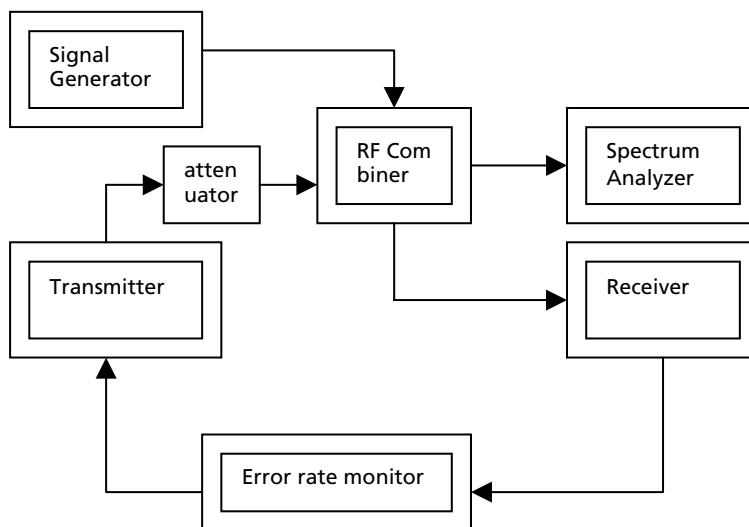 Signal
Generator
RF Com
biner
Spectrum
Analyzer
atten
uator
Transmitter
Receiver
Error rate monitor